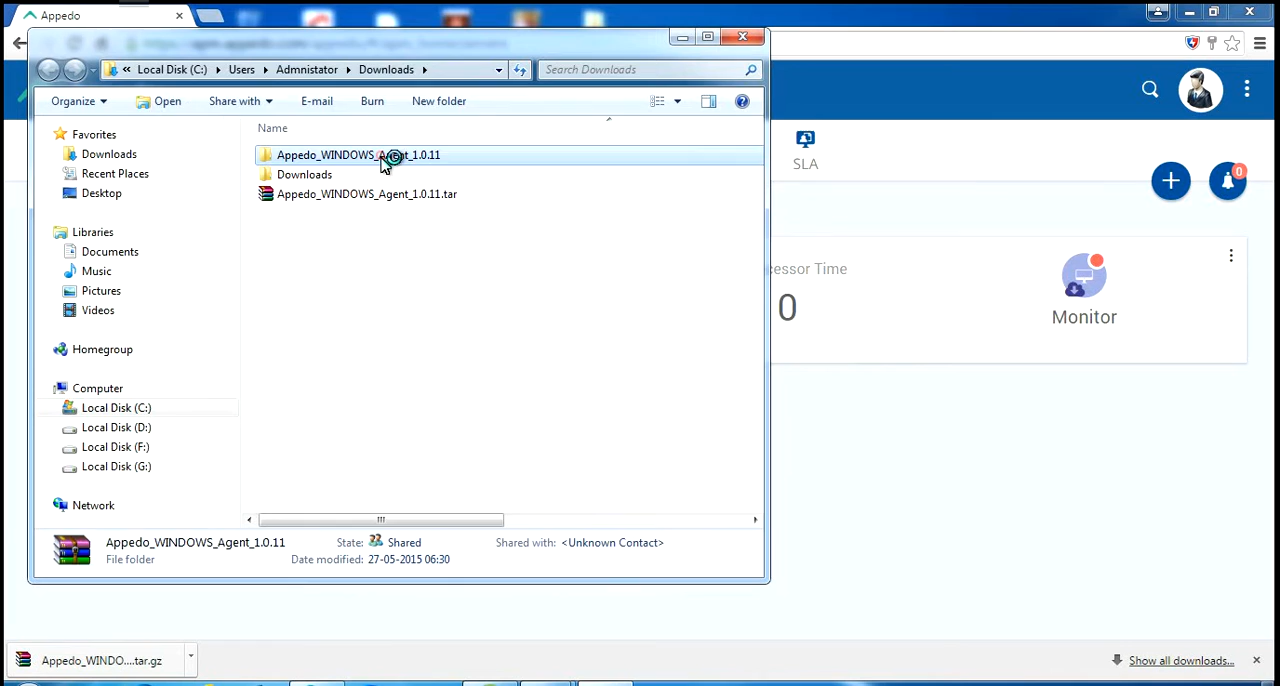 Appedo
« Local Disk (C:) Users Admnistator Downloads
Search Downloads
Organize Open Share with E-mail Burn New folder
Name
Favorites
Downloads
Recent Places
Desktop
Libraries
Documents
Music
Pictures
Videos
Homegroup
Computer
Local Disk (C:)
Local Disk (D:)
Local Disk (F:)
Local Disk (G:)
Network
Appedo_WINDOWS_Agent_1.0.11
Downloads
Appedo_WINDOWS_Agent_1.0.11.tar
Appedo_WINDOWS_Agent_1.0.11 State: Shared Shared with: <Unknown Contact>
File folder Date modified: 27-05-2015 06:30
SLA
0
cessor Time
0
Monitor
Appedo_WINDO....tar.gz
Show all downloads...